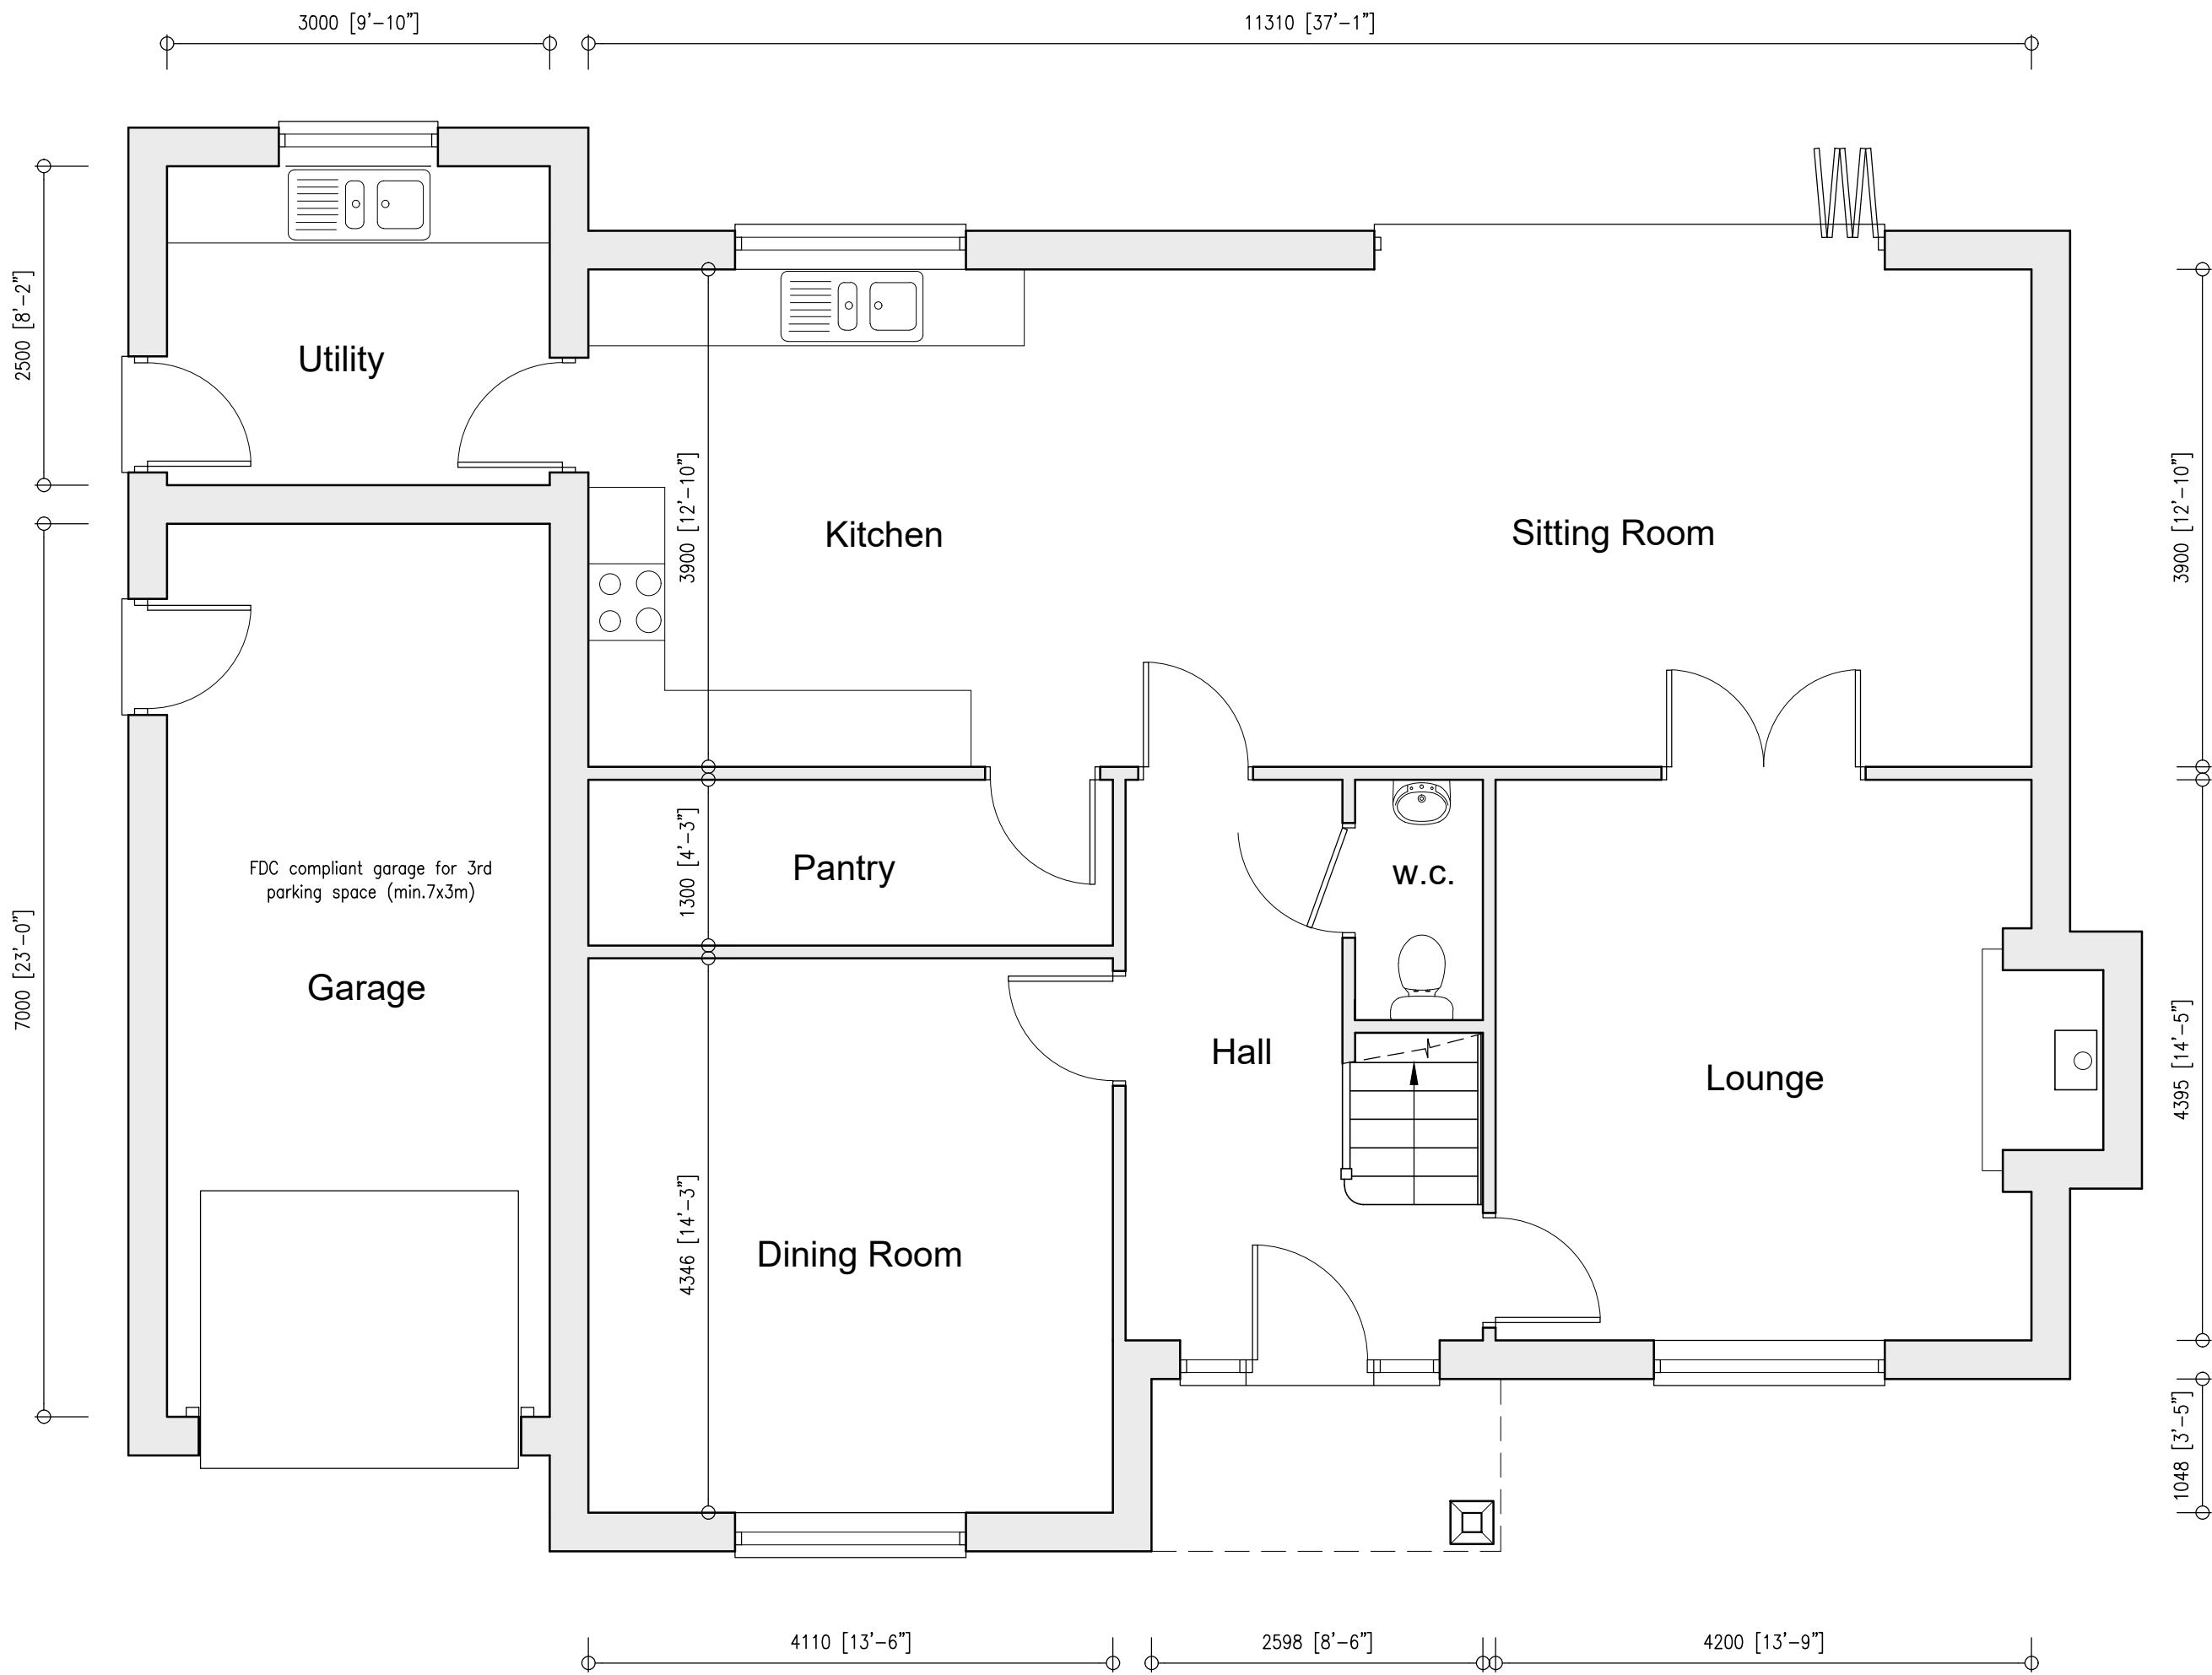 3000 [9'-10"]
11310 [37'-1"]
2500 [8'-2"]
Utility
3900 [12'-10"]
Kitchen
Sitting Room
3900 [12'-10"]
1300 [4'-3"]
Pantry
w.c.
FDC compliant garage for 3rd
parking space (min.7x3m)
7000 [23'-0"]
Garage
Hall
Lounge
4395 [14'-5"]
4346 [14'-3"]
Dining Room
1048 [3'-5"]
4110 [13'-6"]
2598 [8'-6"]
4200 [13'-9"]